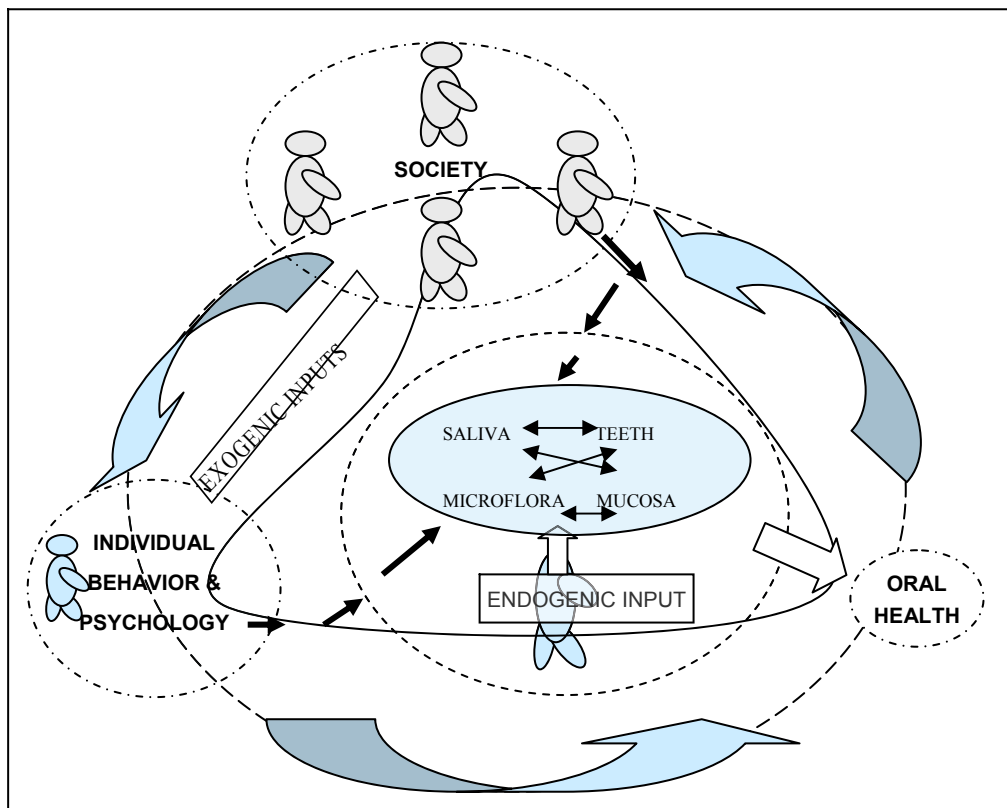 SOCIETY
EXOGENIC INPUTS
SALIVA TEETH
MICROFLORA MUCOSA
INDIVIDUAL
BEHAVIOR &
PSYCHOLOGY
ENDOGENIC INPUT
ORAL
HEALTH